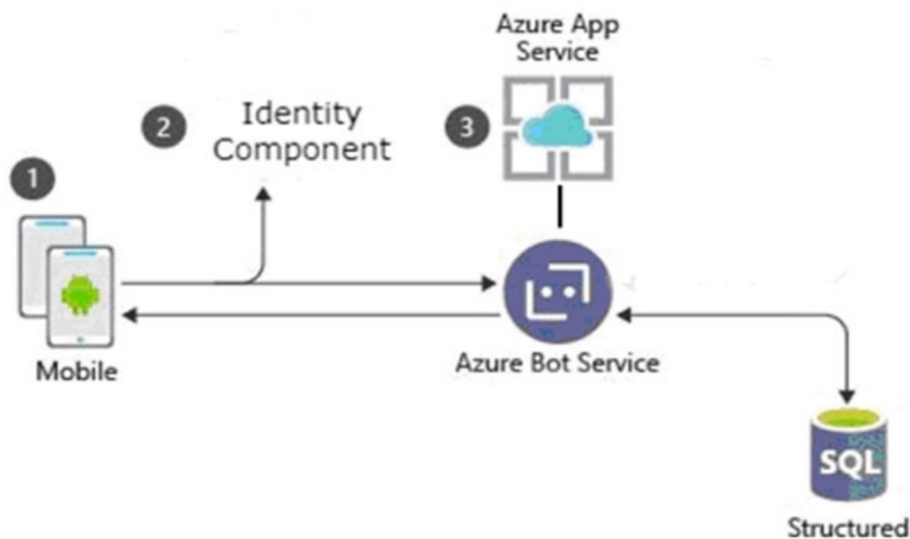 Azure App
Service
2
Identity
Component
3
1
Mobile
Azure Bot Service
SQL
Structured